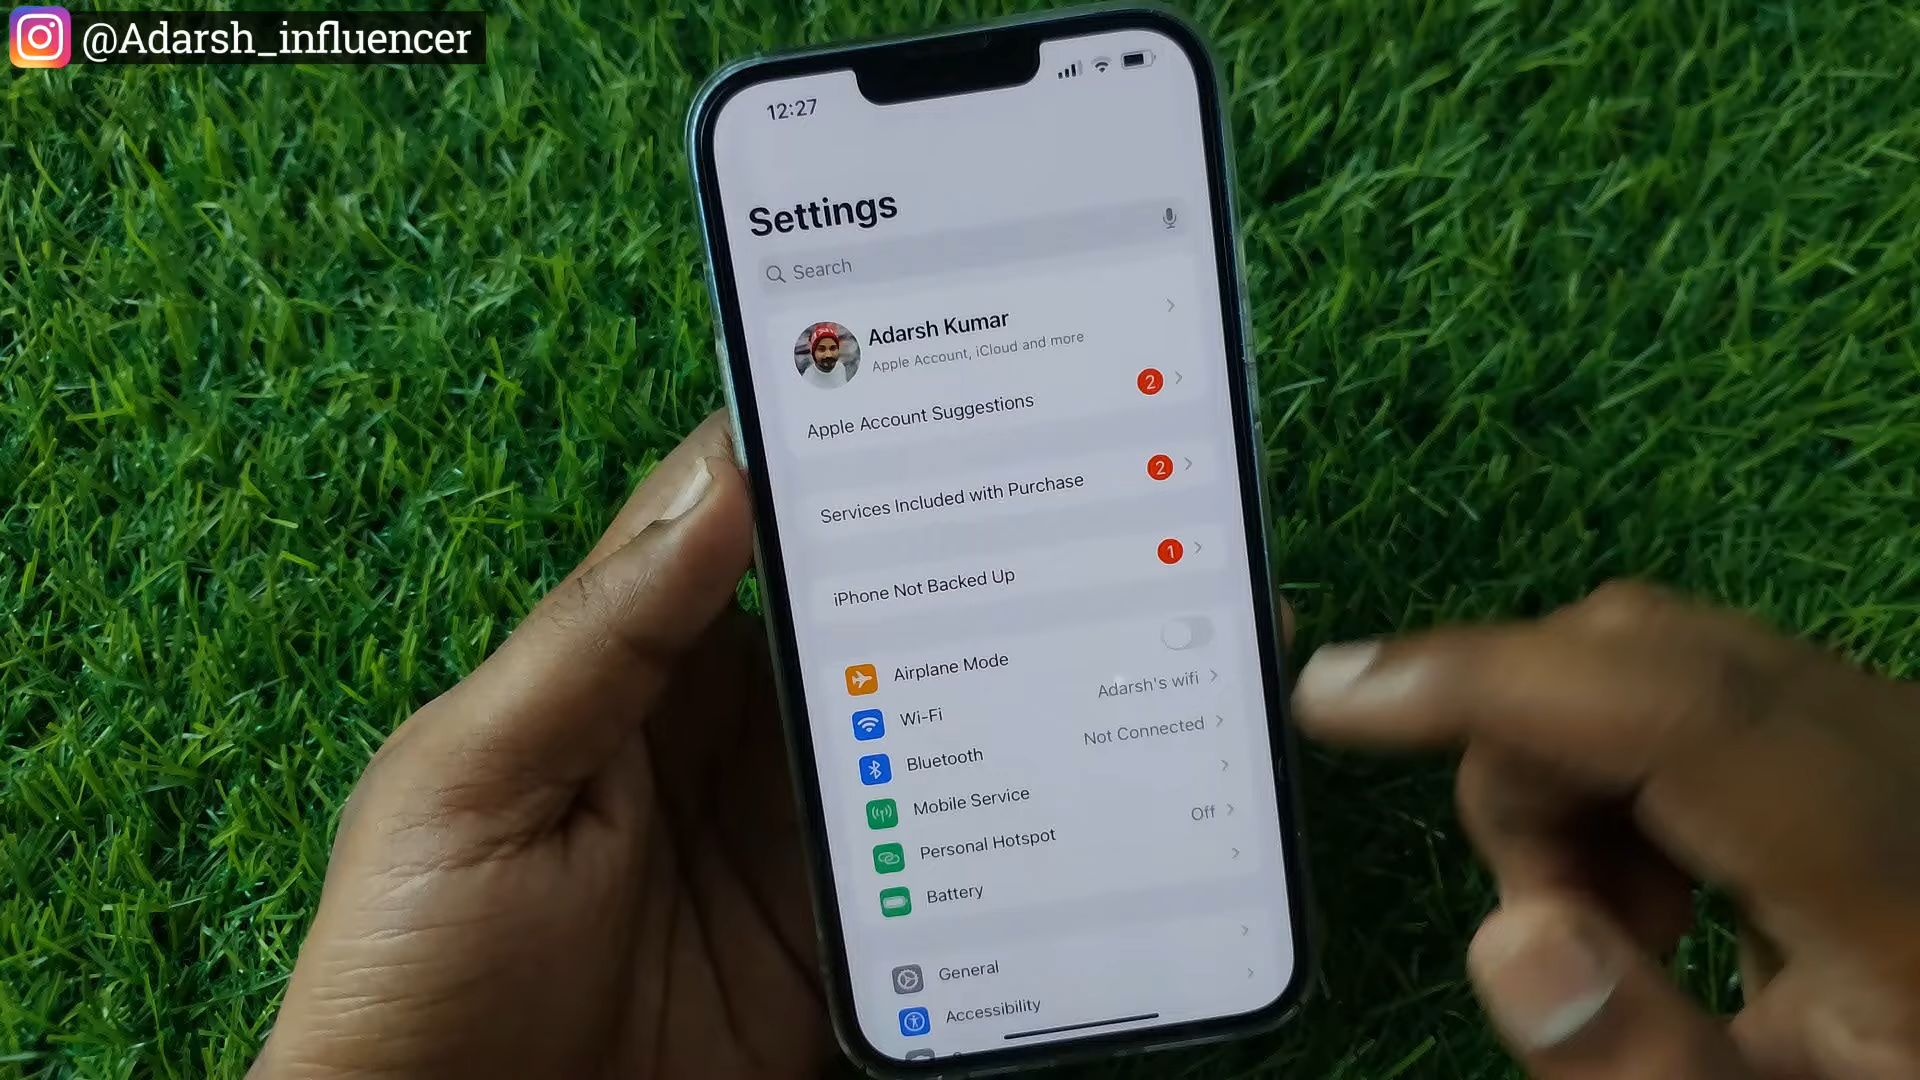 @Adarsh_influencer
12:27
Settings
Search
Adarsh Kumar
Apple Account, iCloud and more
Apple Account Suggestions 2
Services Included with Purchase 2
iPhone Not Backed Up 1
Airplane Mode
Wi-Fi Adarsh's wifi
Bluetooth Not Connected
Mobile Service
Personal Hotspot Off
Battery
General
Accessibility